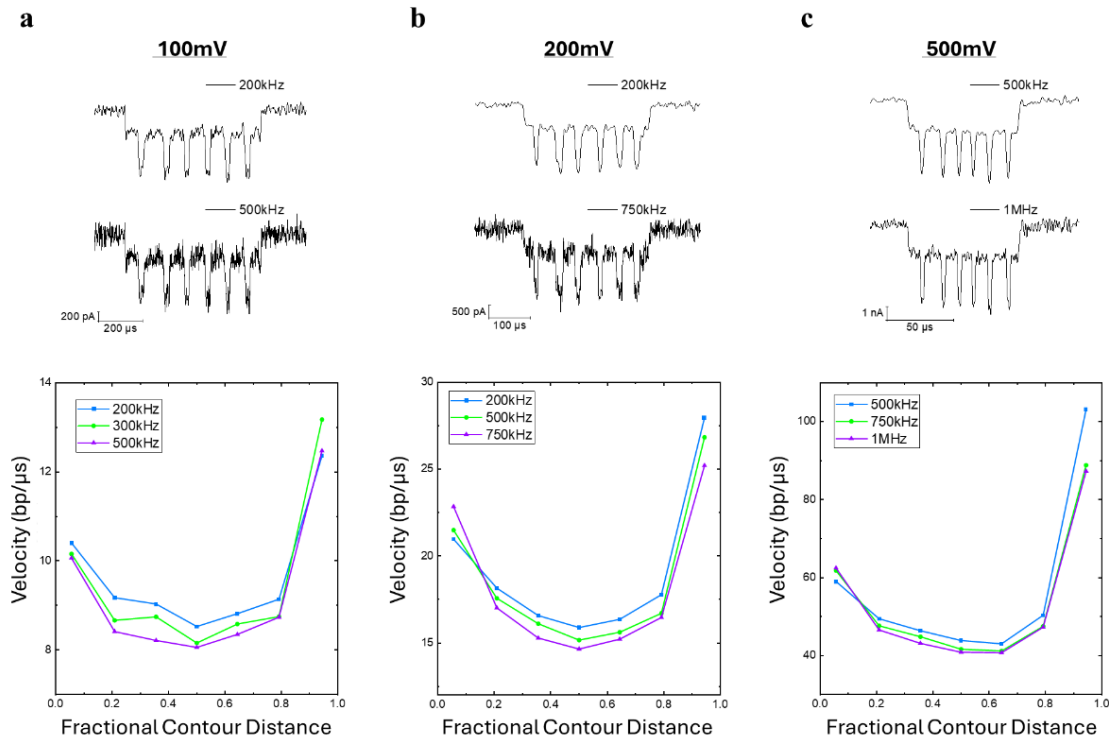 a
100mV
200kHz
500kHz
200 pA
200 µs
14
12
10
8
0.0 0.2 0.4 0.6 0.8 1.0
Velocity (bp/µs)
Fractional Contour Distance
200kHz
300kHz
500kHz
b
200mV
200kHz
750kHz
500 pA
100 µs
30
25
20
15
0.0 0.2 0.4 0.6 0.8 1.0
Velocity (bp/µs)
Fractional Contour Distance
200kHz
500kHz
750kHz
c
500mV
500kHz
1MHz
1 nA
50 µs
100
80
60
40
0.0 0.2 0.4 0.6 0.8 1.0
Velocity (bp/µs)
Fractional Contour Distance
500kHz
750kHz
1MHz